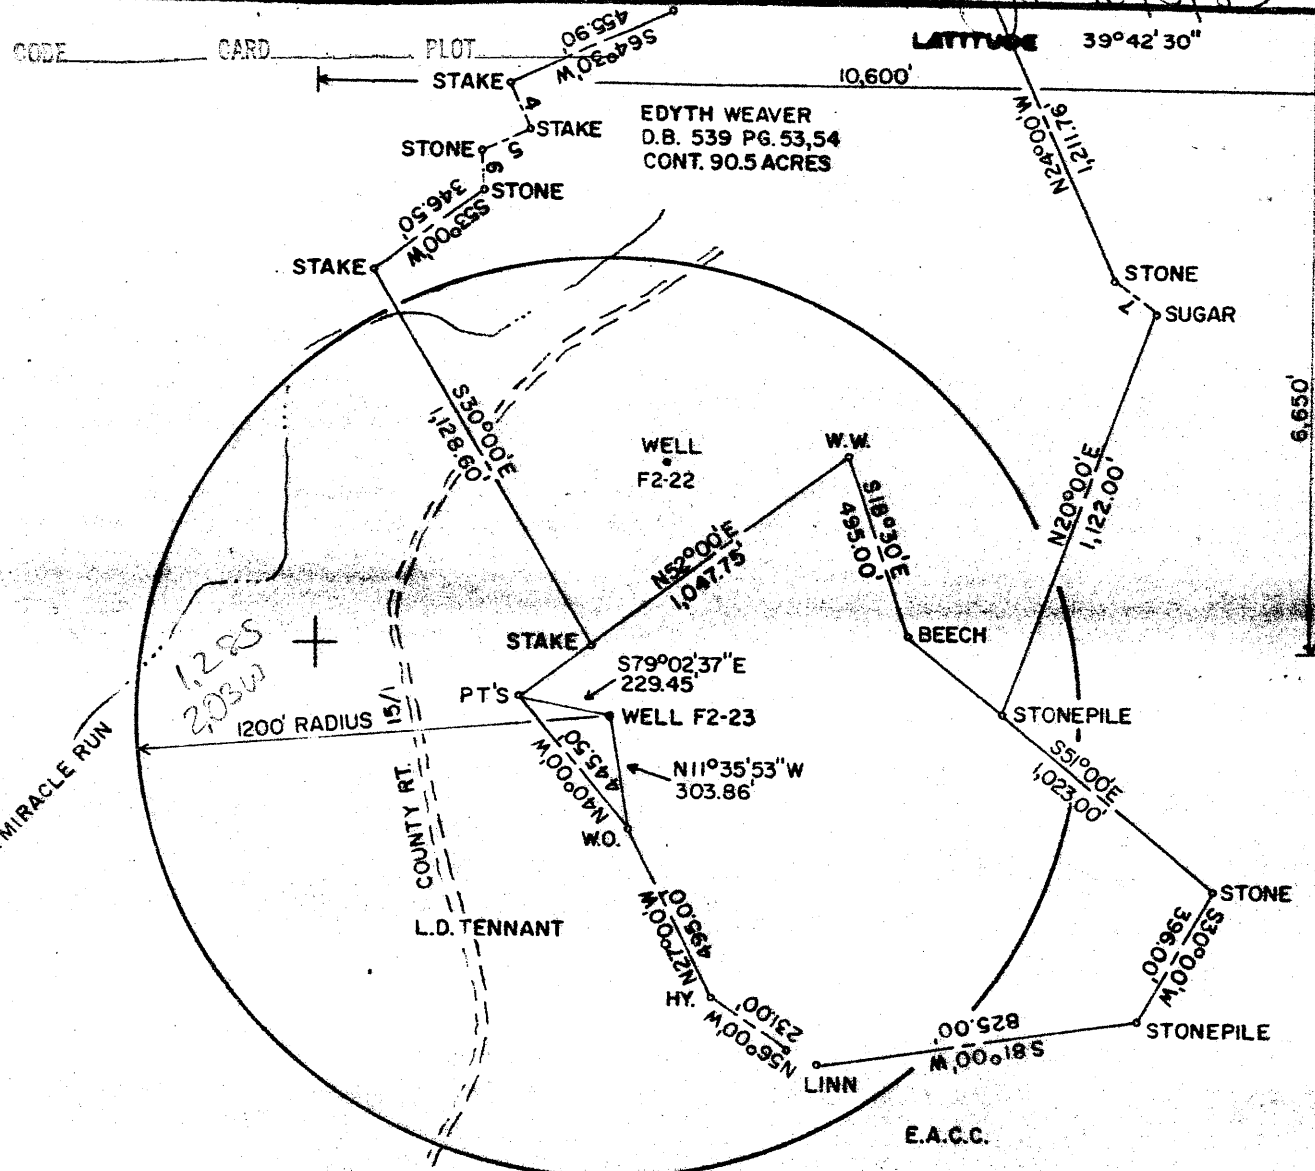 LATITUDE 39°42'30"
CODE CARD PLOT
S64°30'W
455.90'
10,600'
STAKE
4
STAKE
EDYTH WEAVER
D.B. 539 PG. 53,54
CONT. 90.5 ACRES
STONE
5
6
STONE
S53°00'W
346.50'
STAKE
N24°00'W
1,211.76'
STONE
7
SUGAR
6,650'
S30°00'E
1,128.60'
WELL
F2-22
W.W.
S18°30'E
495.00'
N20°00'E
1,122.00'
N52°00'E
1,047.75'
STAKE
BEECH
S79°02'37"E
229.45'
PT'S
WELL F2-23
STONEPILE
1.28S
2.03W
1200' RADIUS
15/1
COUNTY RT.
MIRACLE RUN
N40°00'W
445.50'
N11°35'53"W
303.86'
W.O.
S51°00'E
1,023.00'
L.D. TENNANT
N27°00'W
495.00'
STONE
S30°00'W
396.00'
HY.
N56°00'W
231.00'
825.00'
S81°00'W
STONEPILE
LINN
E.A.C.C.